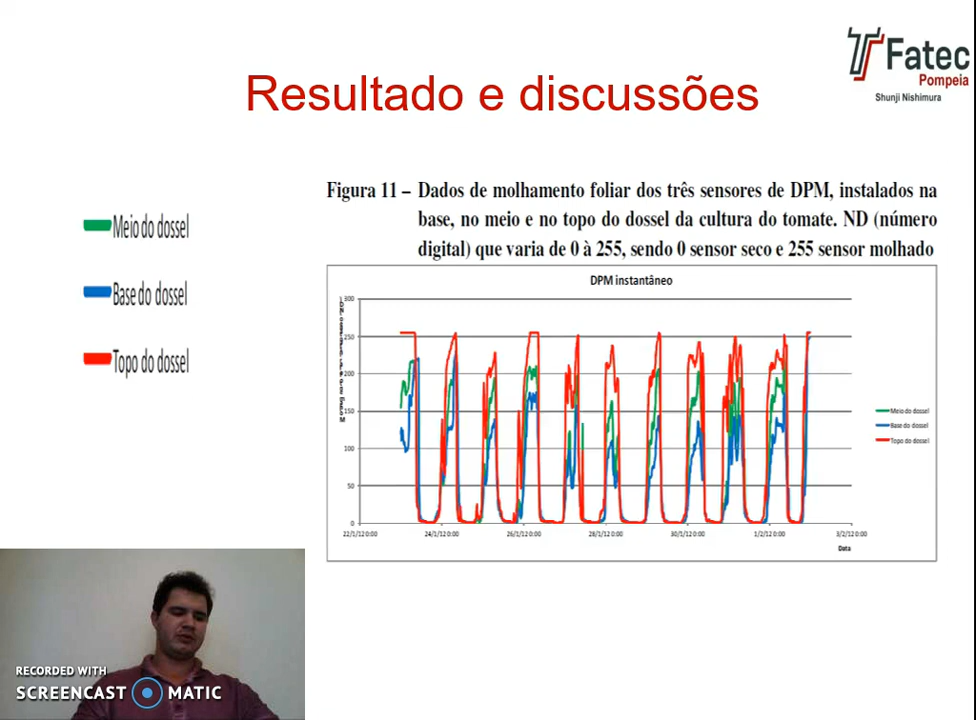 Fatec
Pompeia
Shunji Nishimura
Resultado e discussões
Meio do dossel
Base do dossel
Topo do dossel
Figura 11 – Dados de molhamento foliar dos três sensores de DPM, instalados na
base, no meio e no topo do dossel da cultura do tomate. ND (número
digital) que varia de 0 à 255, sendo 0 sensor seco e 255 sensor molhado
DPM instantâneo
300
250
200
150
100
50
0
22/1/12 0:00 24/1/12 0:00 26/1/12 0:00 28/1/12 0:00 30/1/12 0:00 1/2/12 0:00 3/2/12 0:00
Data
Meio do dossel
Base do dossel
Topo do dossel
RECORDED WITH
SCREENCAST MATIC